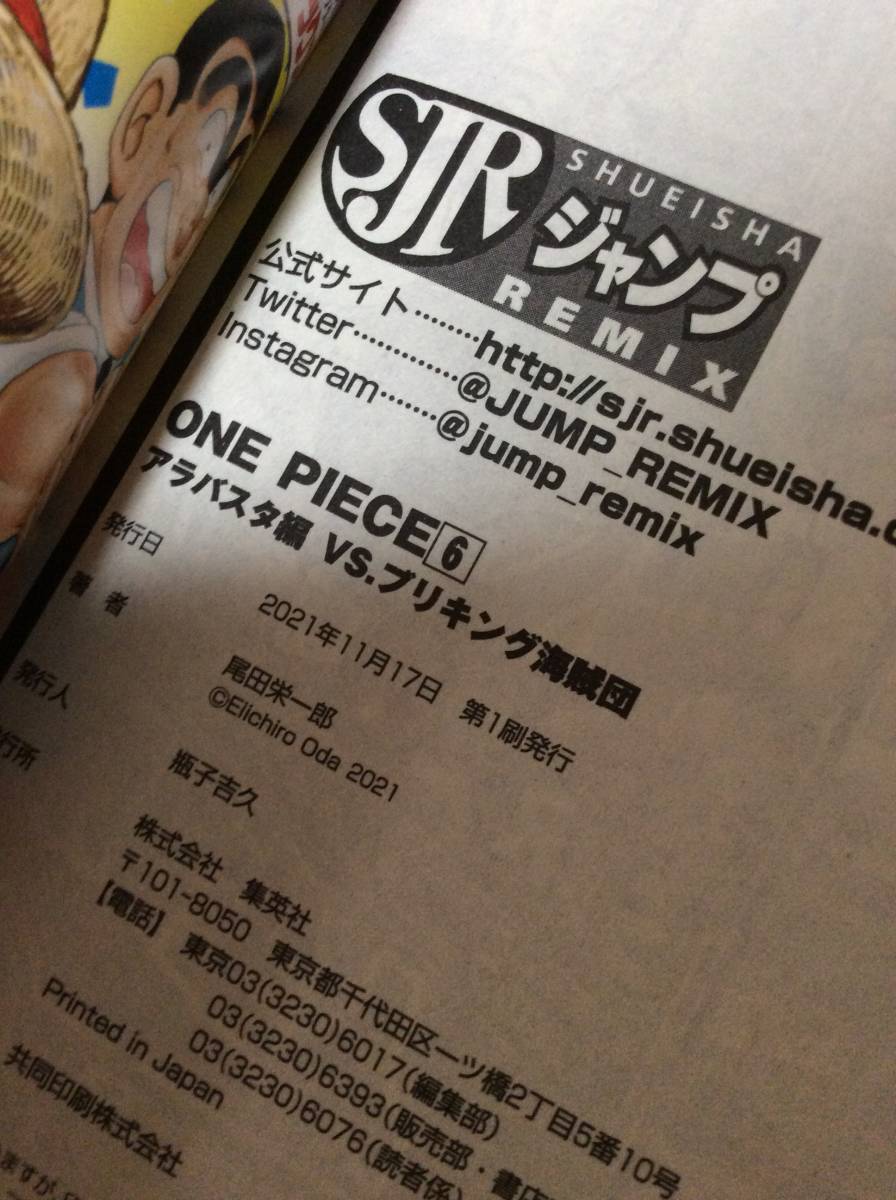 SJR
SHUEISHA
ジャンプ
REMIX
公式サイト……http://sjr.shueisha.c
Twitter…………@JUMP_REMIX
Instagram……@jump_remix
ONE PIECE 6
アラバスタ編 VS.ブリキング海賊団
発行日 2021年11月17日 第1刷発行
著者 尾田栄一郎
©Eiichiro Oda 2021
発行人 瓶子吉久
行所 株式会社 集英社
〒101-8050 東京都千代田区一ツ橋2丁目5番10号
【電話】 東京03(3230)6017(編集部)
03(3230)6393(販売部・書店
03(3230)6076(読者係)
Printed in Japan
共同印刷株式会社
ますが、